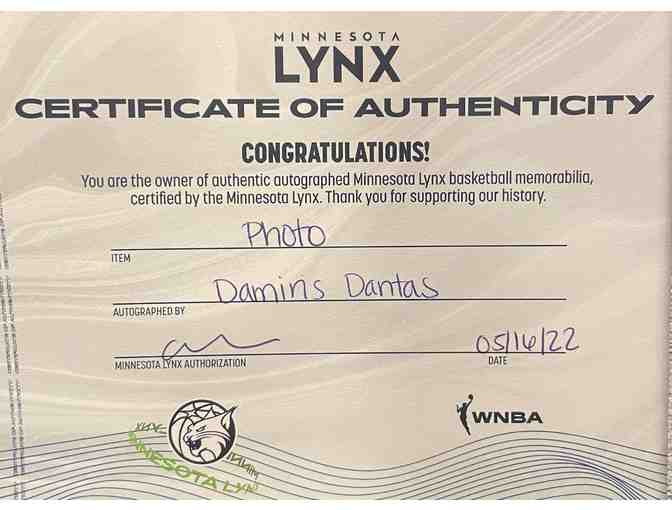 MINNESOTA
LYNX
CERTIFICATE OF AUTHENTICITY
CONGRATULATIONS!
You are the owner of authentic autographed Minnesota Lynx basketball memorabilia,
certified by the Minnesota Lynx. Thank you for supporting our history.
Photo
ITEM
Damiris Dantas
AUTOGRAPHED BY
05/16/22
MINNESOTA LYNX AUTHORIZATION
DATE
WNBA
MINNESOTA LYNX